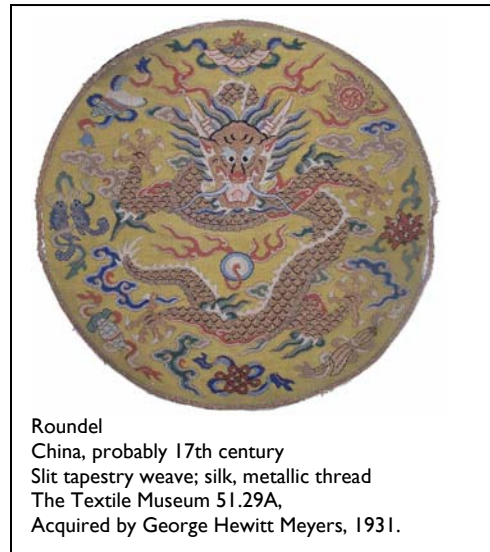 Roundel
China, probably 17th century
Slit tapestry weave; silk, metallic thread
The Textile Museum 51.29A,
Acquired by George Hewitt Meyers, 1931.